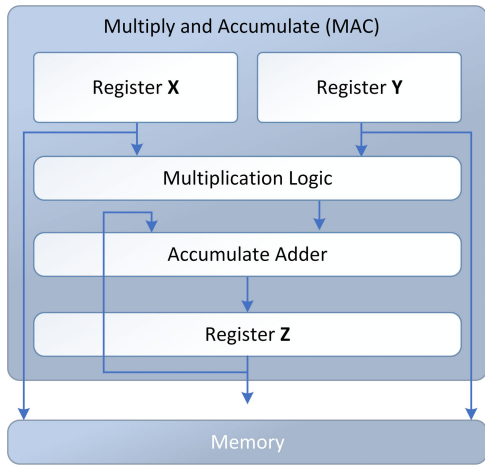 Multiply and Accumulate (MAC)
Register X
Register Y
Multiplication Logic
Accumulate Adder
Register Z
Memory